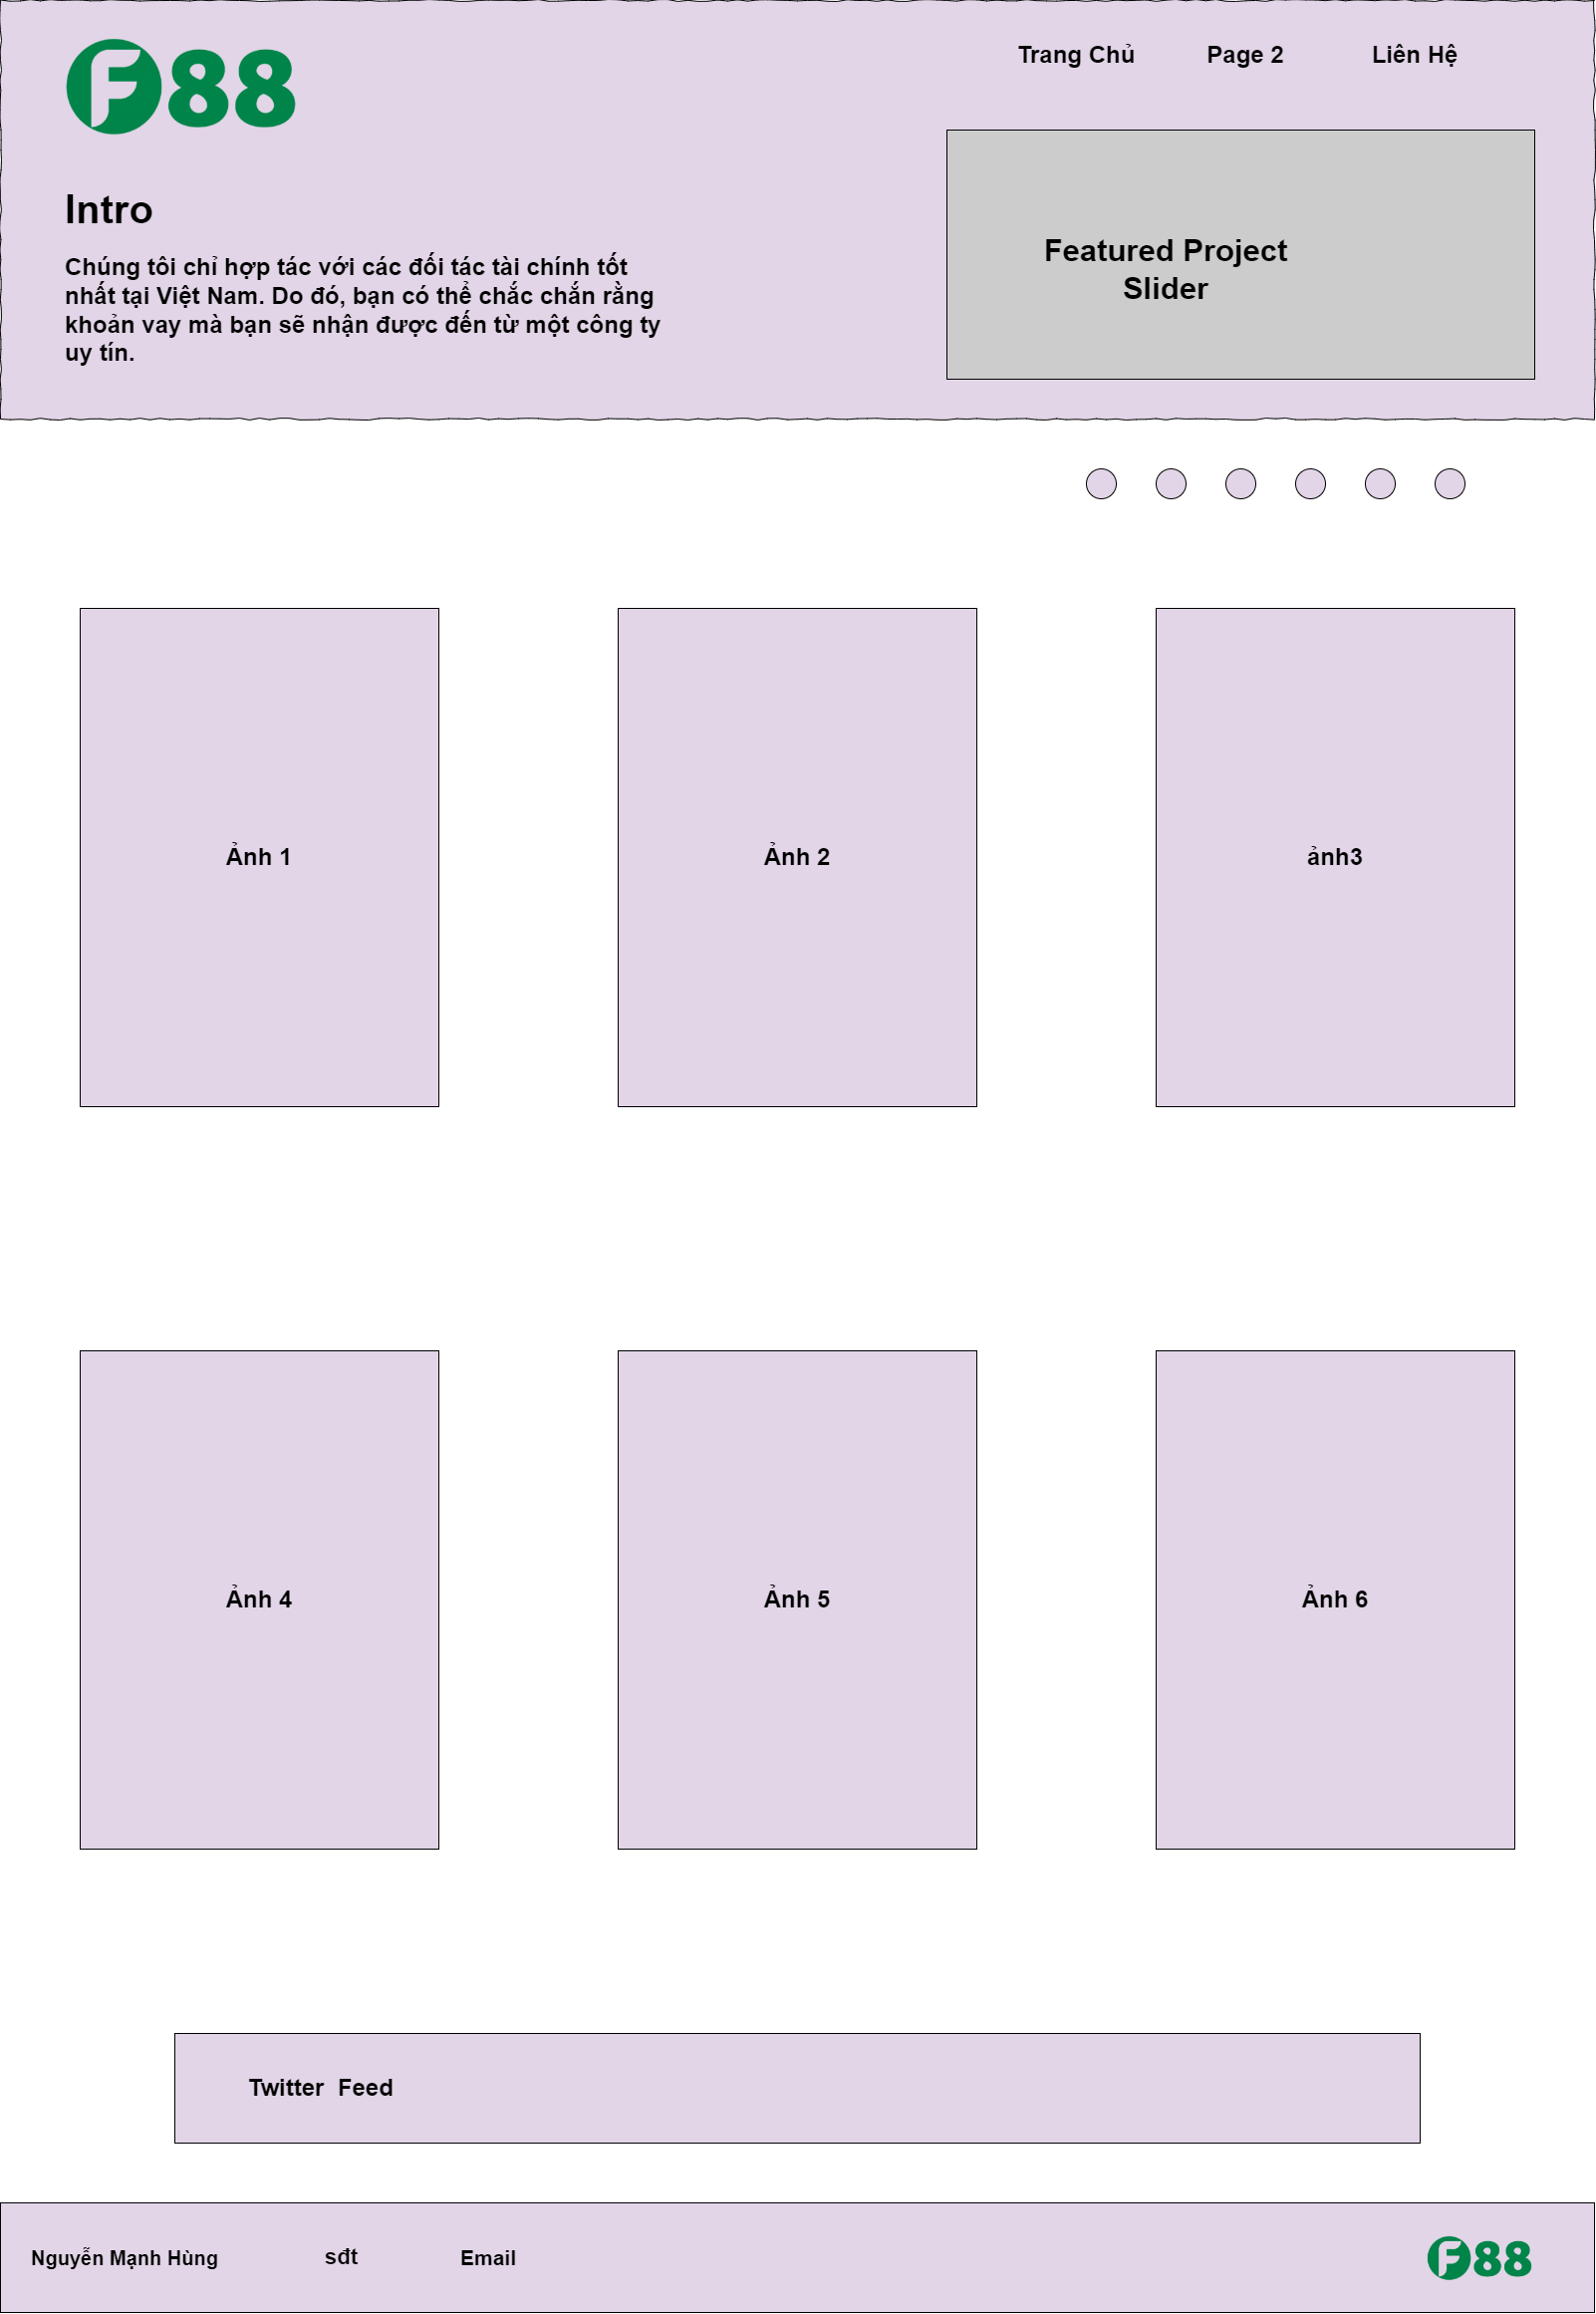 F88
Trang Chủ
Page 2
Liên Hệ
Intro
Chúng tôi chỉ hợp tác với các đối tác tài chính tốt
nhất tại Việt Nam. Do đó, bạn có thể chắc chắn rằng
khoản vay mà bạn sẽ nhận được đến từ một công ty
uy tín.
Featured Project
Slider
Ảnh 1
Ảnh 2
ảnh3
Ảnh 4
Ảnh 5
Ảnh 6
Twitter  Feed
Nguyễn Mạnh Hùng
sđt
Email
F88